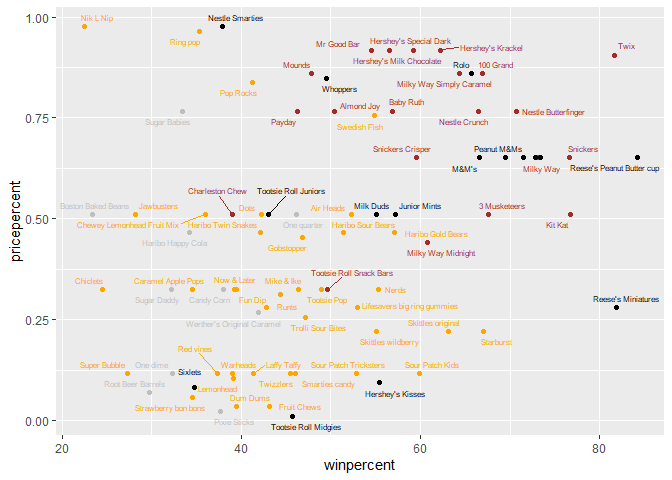 1.00
0.75
0.50
0.25
0.00
pricepercent
Nik L Nip
Nestle Smarties
Ring pop
Mr Good Bar
Hershey's Special Dark
Hershey's Krackel
Twix
Hershey's Milk Chocolate
Mounds
Rolo
100 Grand
Whoppers
Milky Way Simply Caramel
Pop Rocks
Almond Joy
Baby Ruth
Sugar Babies
Payday
Swedish Fish
Nestle Crunch
Nestle Butterfinger
Snickers Crisper
Peanut M&Ms
Snickers
M&M's
Milky Way
Reese's Peanut Butter cup
Charleston Chew
Tootsie Roll Juniors
Boston Baked Beans
Jawbusters
Dots
Air Heads
Milk Duds
Junior Mints
3 Musketeers
Chewey Lemonhead Fruit Mix
Haribo Twin Snakes
One quarter
Haribo Sour Bears
Kit Kat
Haribo Happy Cola
Gobstopper
Haribo Gold Bears
Milky Way Midnight
Tootsie Roll Snack Bars
Chiclets
Caramel Apple Pops
Now & Later
Mike & Ike
Nerds
Sugar Daddy
Candy Corn
Fun Dip
Tootsie Pop
Reese's Miniatures
Runts
Lifesavers big ring gummies
Werther's Original Caramel
Trolli Sour Bites
Skittles original
Skittles wildberry
Starburst
Red vines
Super Bubble
One dime
Sixlets
Warheads
Laffy Taffy
Sour Patch Tricksters
Sour Patch Kids
Root Beer Barrels
Lemonhead
Twizzlers
Smarties candy
Hershey's Kisses
Strawberry bon bons
Dum Dums
Fruit Chews
Pixie Sticks
Tootsie Roll Midgies
20
40
60
80
winpercent